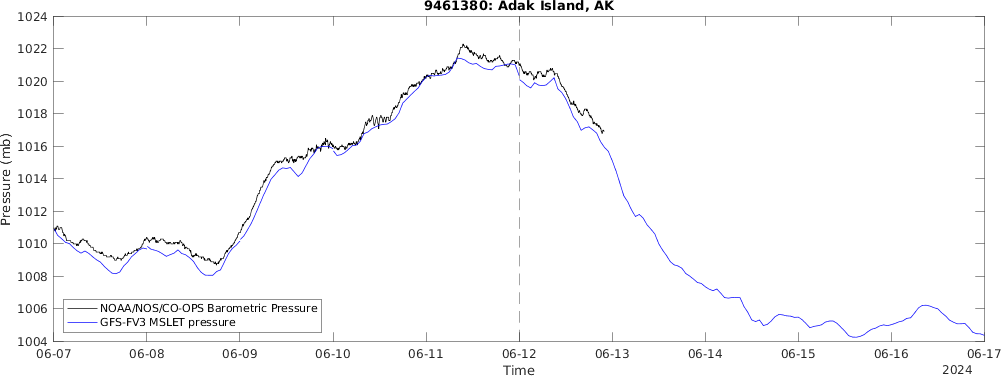 9461380: Adak Island, AK
Pressure (mb)
1024
1022
1020
1018
1016
1014
1012
1010
1008
1006
1004
NOAA/NOS/CO-OPS Barometric Pressure
GFS-FV3 MSLET pressure
06-07 06-08 06-09 06-10 06-11 06-12 06-13 06-14 06-15 06-16 06-17
Time
2024